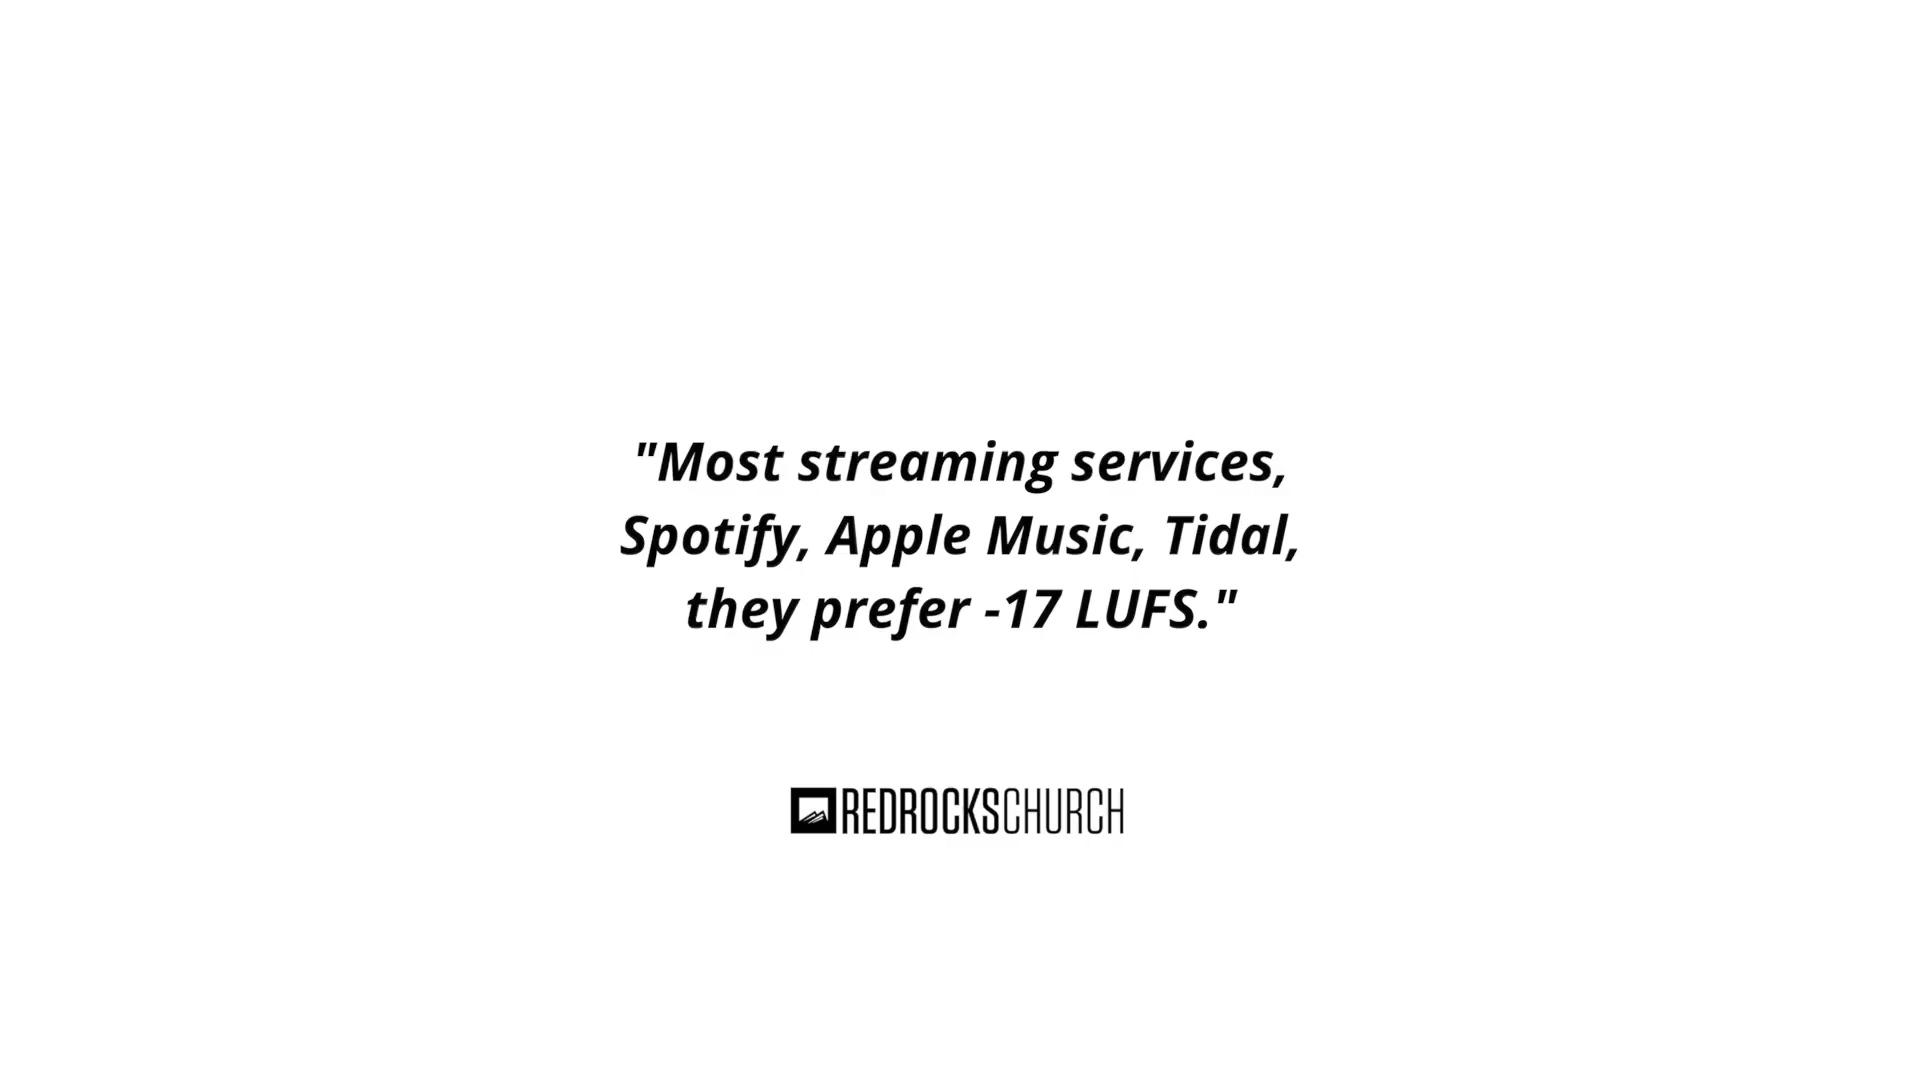 "Most streaming services,
Spotify, Apple Music, Tidal,
they prefer -17 LUFS."
REDROCKSCHURCH